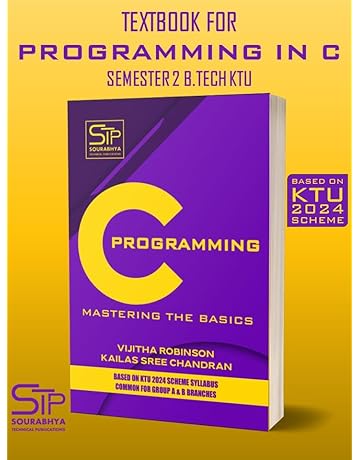 TEXTBOOK FOR
PROGRAMMING IN C
SEMESTER 2 B.TECH KTU
STP
SOURABHYA
TECHNICAL PUBLICATIONS
BASED ON
KTU
2024
SCHEME
C PROGRAMMING
MASTERING THE BASICS
VIJITHA ROBINSON
KAILAS SREE CHANDRAN
BASED ON KTU 2024 SCHEME SYLLABUS
COMMON FOR GROUP A & B BRANCHES
STP
SOURABHYA
TECHNICAL PUBLICATIONS